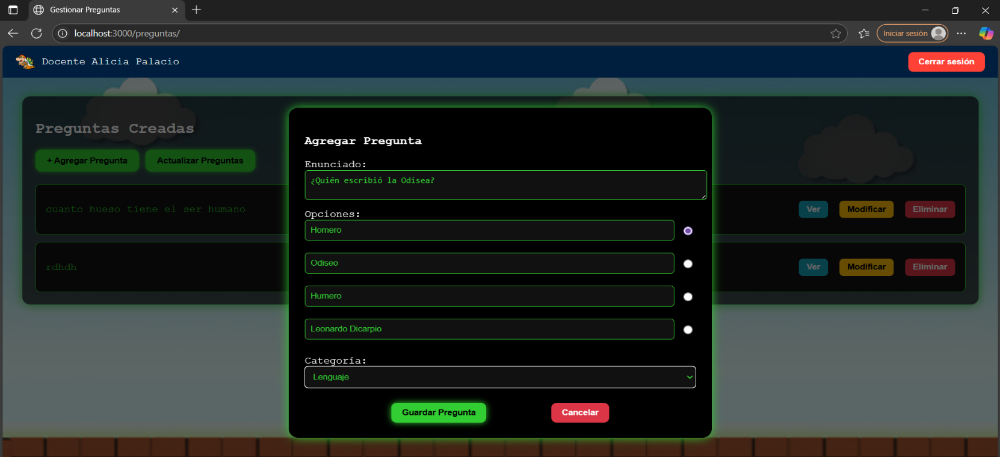 Gestionar Preguntas
localhost:3000/preguntas/
Iniciar sesión
Docente Alicia Palacio
Cerrar sesión
Preguntas Creadas
+ Agregar Pregunta
Actualizar Preguntas
cuanto hueso tiene el ser humano
Ver
Modificar
Eliminar
rdhdh
Ver
Modificar
Eliminar
Agregar Pregunta
Enunciado:
¿Quién escribió la Odisea?
Opciones:
Homero
Odiseo
Humero
Leonardo Dicarpio
Categoría:
Lenguaje
Guardar Pregunta
Cancelar